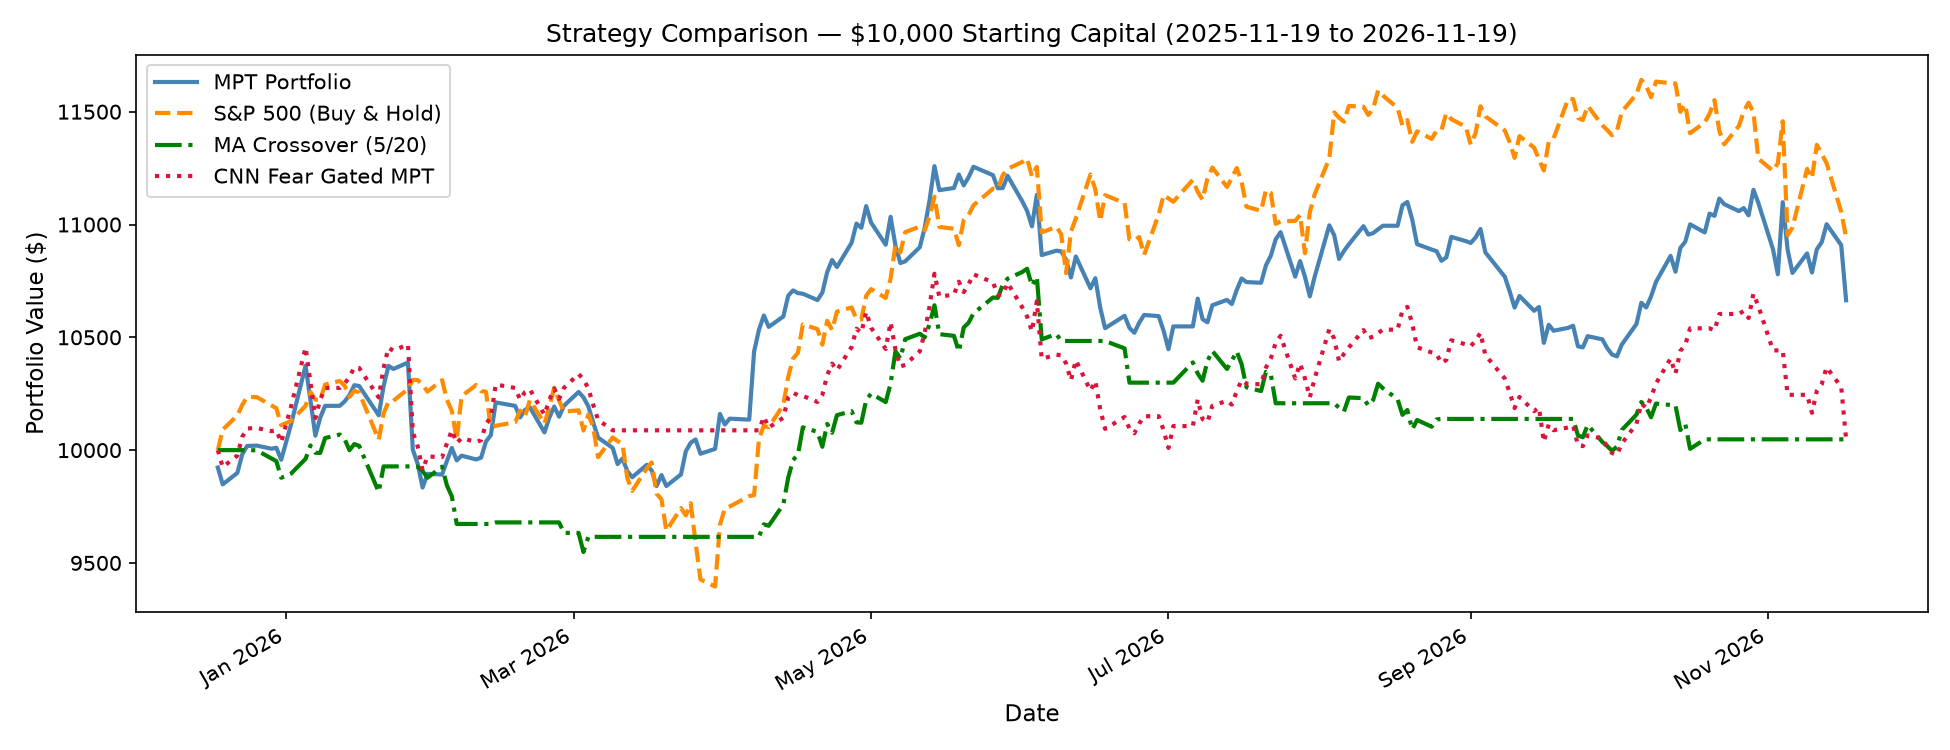 Strategy Comparison — $10,000 Starting Capital (2025-11-19 to 2026-11-19)
MPT Portfolio
S&P 500 (Buy & Hold)
MA Crossover (5/20)
CNN Fear Gated MPT
Portfolio Value ($)
11500
11000
10500
10000
9500
Jan 2026
Mar 2026
May 2026
Jul 2026
Sep 2026
Nov 2026
Date